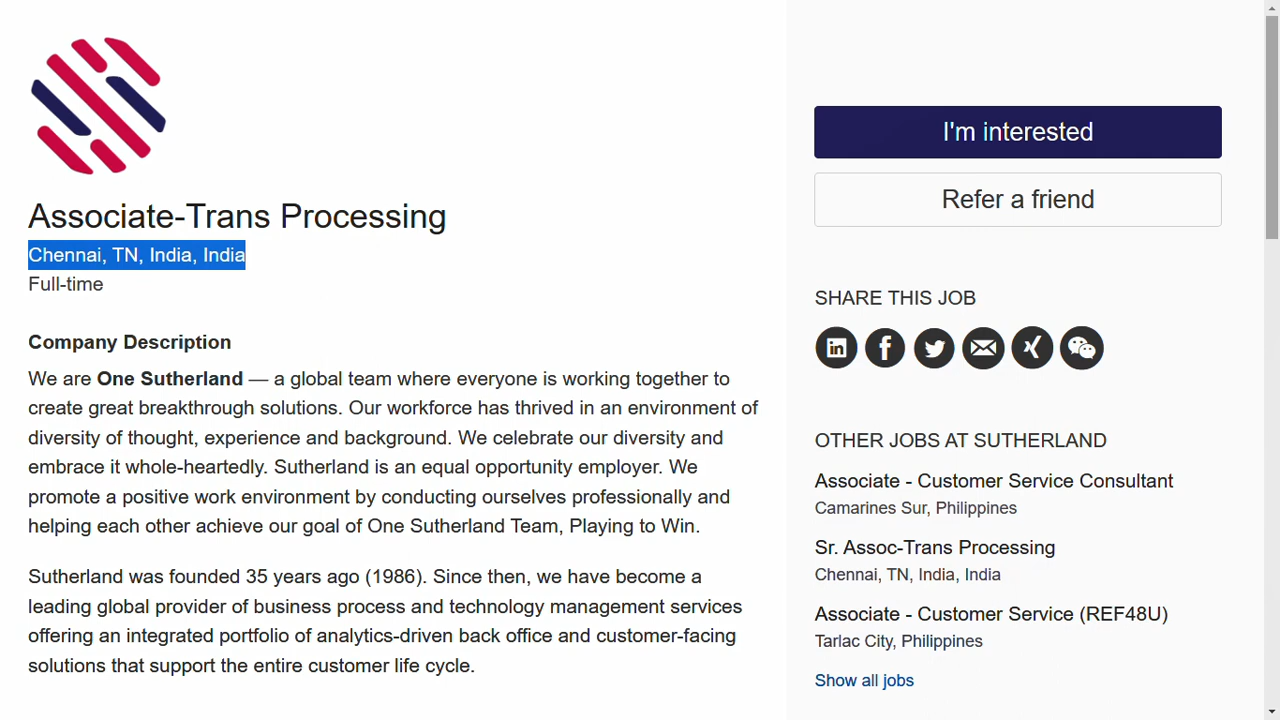 Associate-Trans Processing
Chennai, TN, India, India
Full-time
Company Description
We are One Sutherland — a global team where everyone is working together to
create great breakthrough solutions. Our workforce has thrived in an environment of
diversity of thought, experience and background. We celebrate our diversity and
embrace it whole-heartedly. Sutherland is an equal opportunity employer. We
promote a positive work environment by conducting ourselves professionally and
helping each other achieve our goal of One Sutherland Team, Playing to Win.
Sutherland was founded 35 years ago (1986). Since then, we have become a
leading global provider of business process and technology management services
offering an integrated portfolio of analytics-driven back office and customer-facing
solutions that support the entire customer life cycle.
I'm interested
Refer a friend
SHARE THIS JOB
OTHER JOBS AT SUTHERLAND
Associate - Customer Service Consultant
Camarines Sur, Philippines
Sr. Assoc-Trans Processing
Chennai, TN, India, India
Associate - Customer Service (REF48U)
Tarlac City, Philippines
Show all jobs